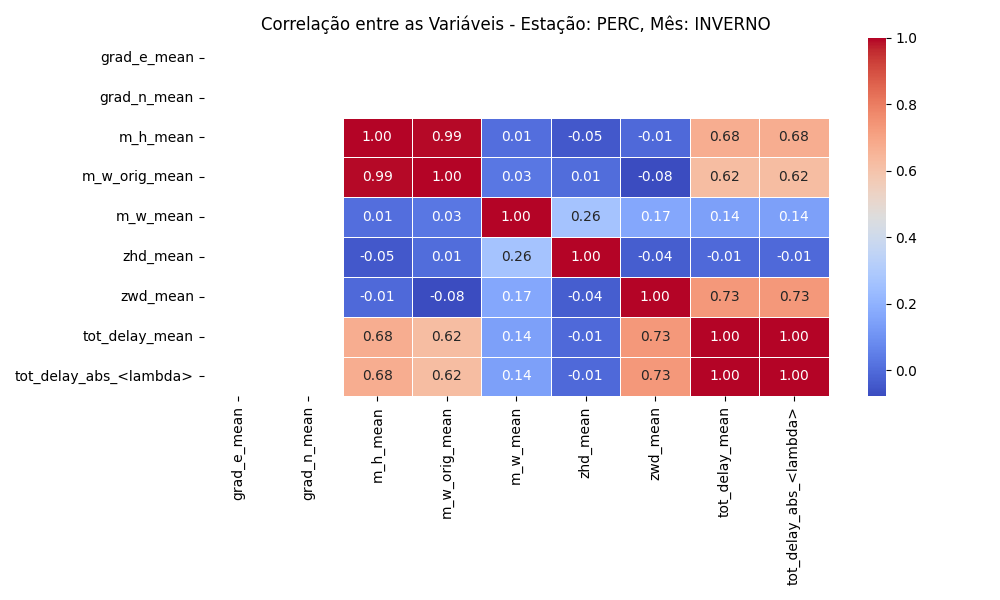 Correlação entre as Variáveis - Estação: PERC, Mês: INVERNO
grad_e_mean
grad_n_mean
m_h_mean 1.00 0.99 0.01 -0.05 -0.01 0.68 0.68
m_w_orig_mean 0.99 1.00 0.03 0.01 -0.08 0.62 0.62
m_w_mean 0.01 0.03 1.00 0.26 0.17 0.14 0.14
zhd_mean -0.05 0.01 0.26 1.00 -0.04 -0.01 -0.01
zwd_mean -0.01 -0.08 0.17 -0.04 1.00 0.73 0.73
tot_delay_mean 0.68 0.62 0.14 -0.01 0.73 1.00 1.00
tot_delay_abs_<lambda> 0.68 0.62 0.14 -0.01 0.73 1.00 1.00
grad_e_mean
grad_n_mean
m_h_mean
m_w_orig_mean
m_w_mean
zhd_mean
zwd_mean
tot_delay_mean
tot_delay_abs_<lambda>
1.0
0.8
0.6
0.4
0.2
0.0